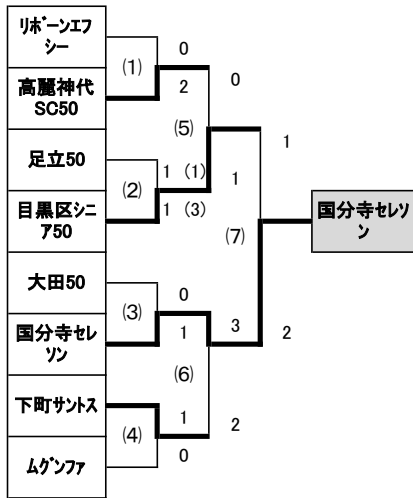 リボーンエフ
シー
高麗神代
SC50
足立50
目黒区シニ
ア50
大田50
国分寺セレ
ソン
下町サントス
ムグンファ
(1)
0
2
(2)
1 (1)
1 (3)
(3)
0
1
(4)
1
0
(5)
0
1
(6)
3
2
(7)
1
2
国分寺セレソ
ン